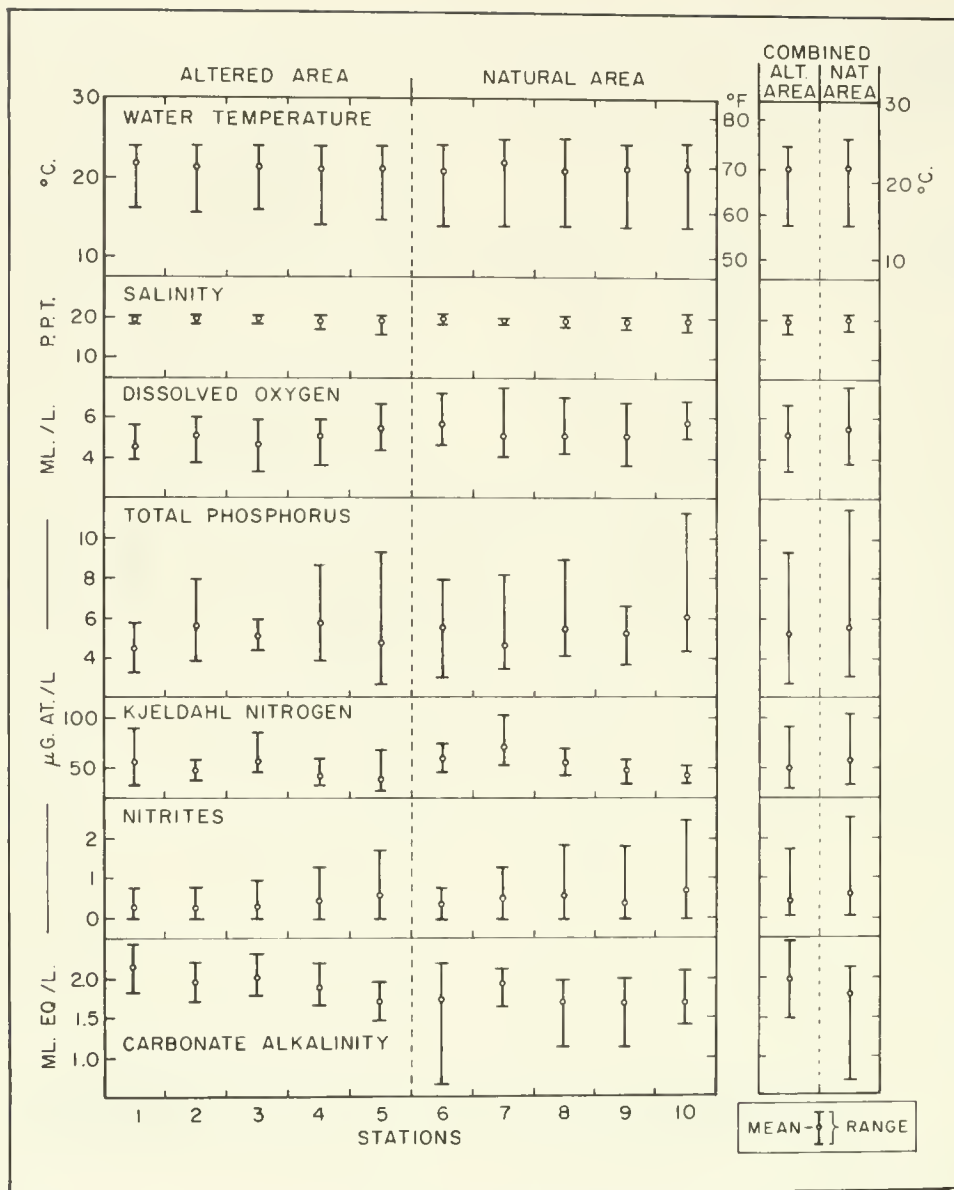 COMBINED
ALTERED AREA NATURAL AREA ALT. AREA NAT AREA
30 °F 80 70 60 50 30 20 10 °C.
WATER TEMPERATURE
°C. 20 10
SALINITY
P.P.T. 20 10
DISSOLVED OXYGEN
ML./L. 6 4
TOTAL PHOSPHORUS
10 8 6 4
µG. AT./L
KJELDAHL NITROGEN
100 50
NITRITES
2 1 0
ML. EQ/L. 2.0 1.5 1.0
CARBONATE ALKALINITY
1 2 3 4 5 6 7 8 9 10
STATIONS
MEAN RANGE